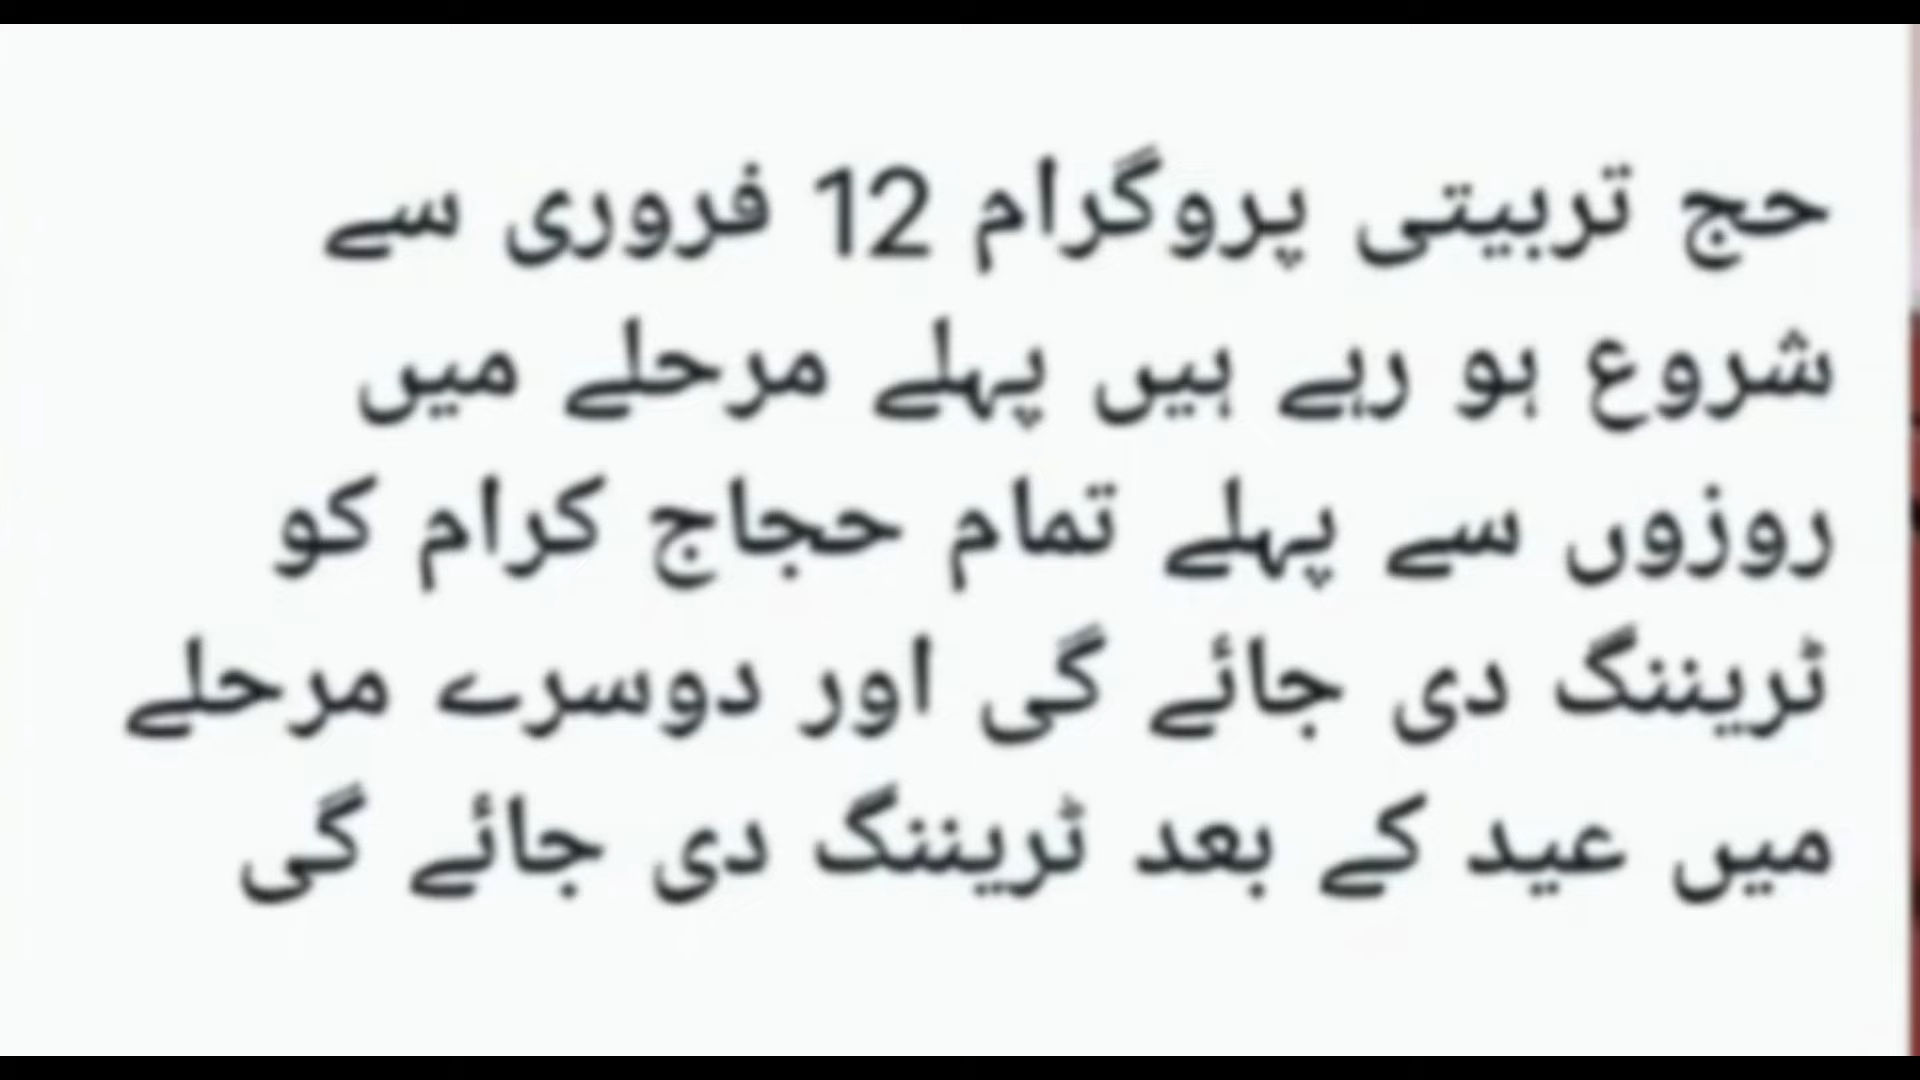 حج تربیتی پروگرام 12 فروری سے
شروع ہو رہے ہیں پہلے مرحلے میں
روزوں سے پہلے تمام حجاج کرام کو
ٹریننگ دی جائے گی اور دوسرے مرحلے
میں عید کے بعد ٹریننگ دی جائے گی